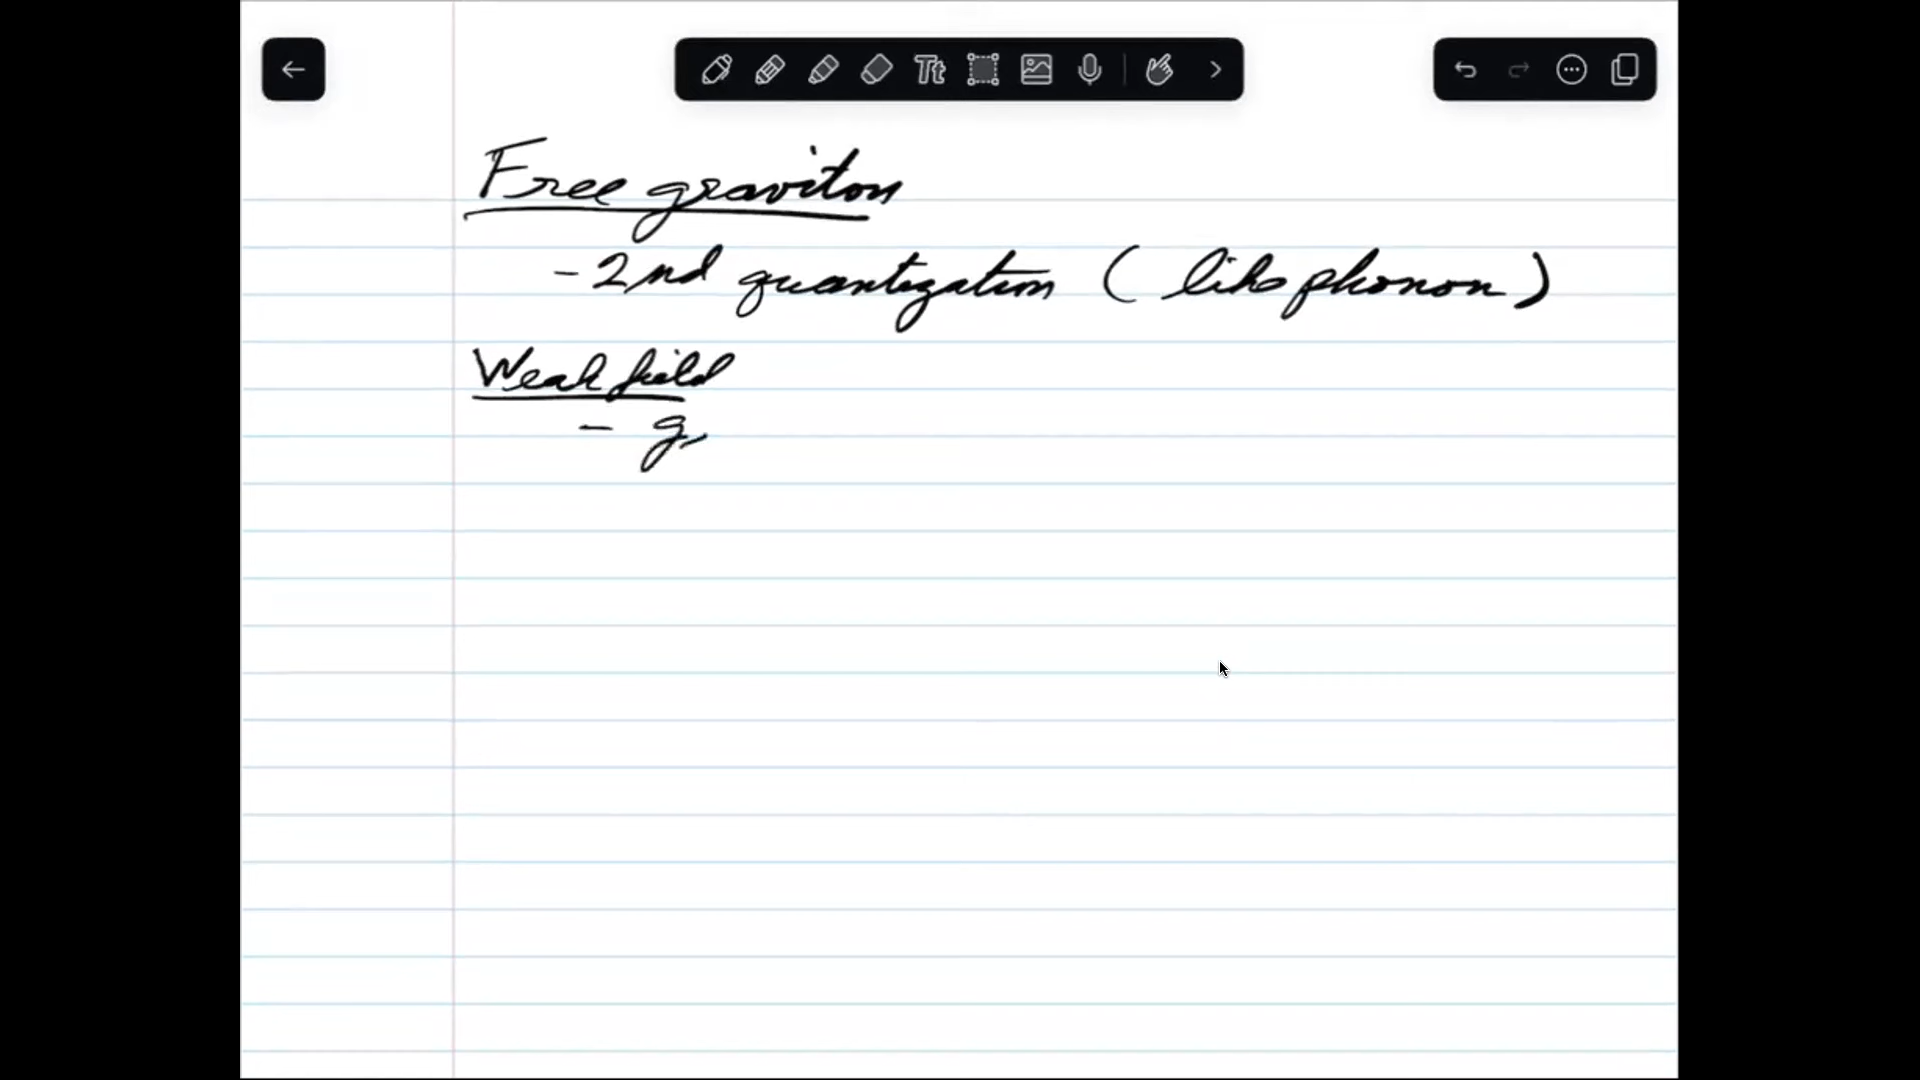 Free graviton
- 2nd quantization (like phonon)
Weak field
- g